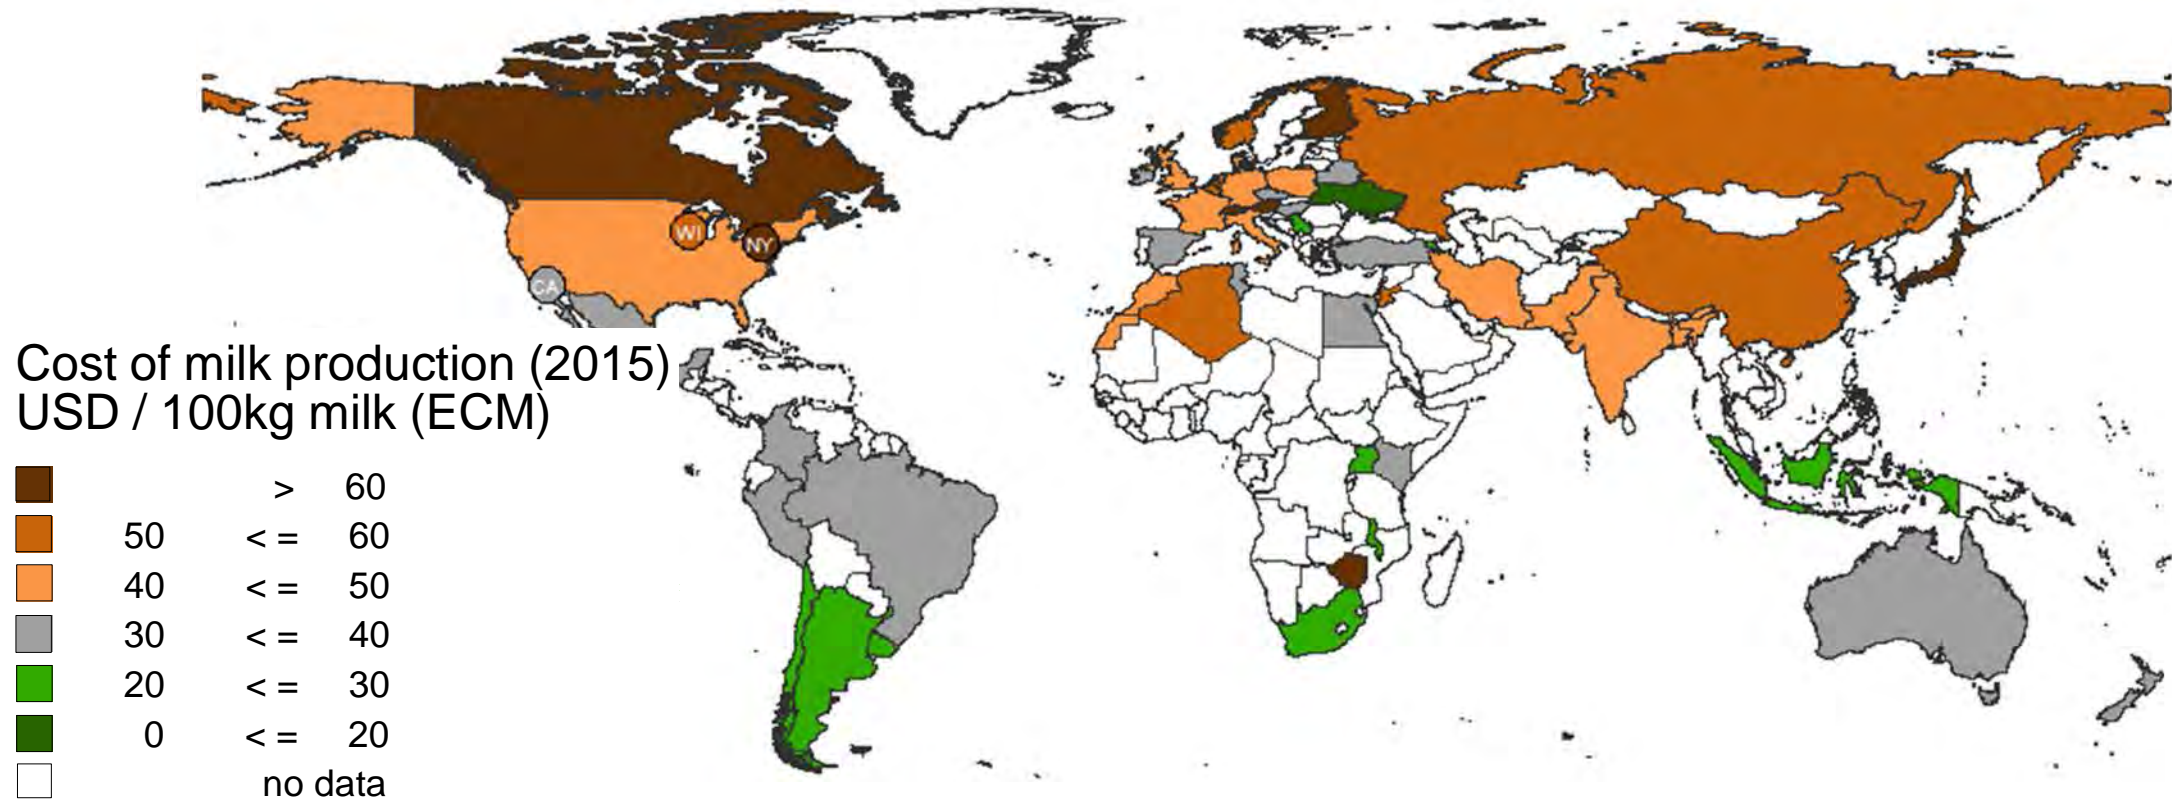 WI
NY
CA
Cost of milk production (2015)
USD / 100kg milk (ECM)
> 60
50 < = 60
40 < = 50
30 < = 40
20 < = 30
0 < = 20
no data